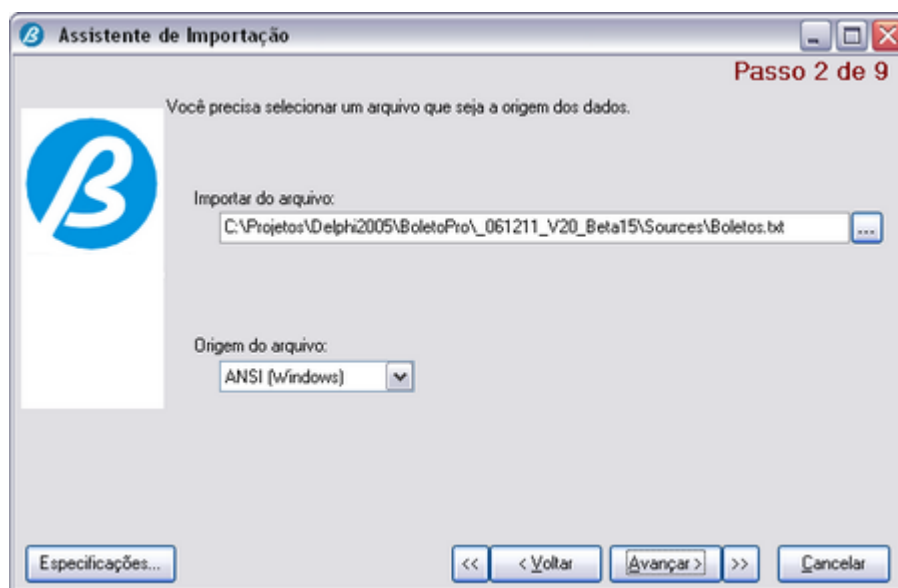 Assistente de Importação
Passo 2 de 9
Você precisa selecionar um arquivo que seja a origem dos dados.
Importar do arquivo:
C:\Projetos\Delphi2005\BoletoPro\_061211_V20_Beta15\Sources\Boletos.txt
...
Origem do arquivo:
ANSI (Windows)
Especificações... << < Voltar Avançar > >> Cancelar